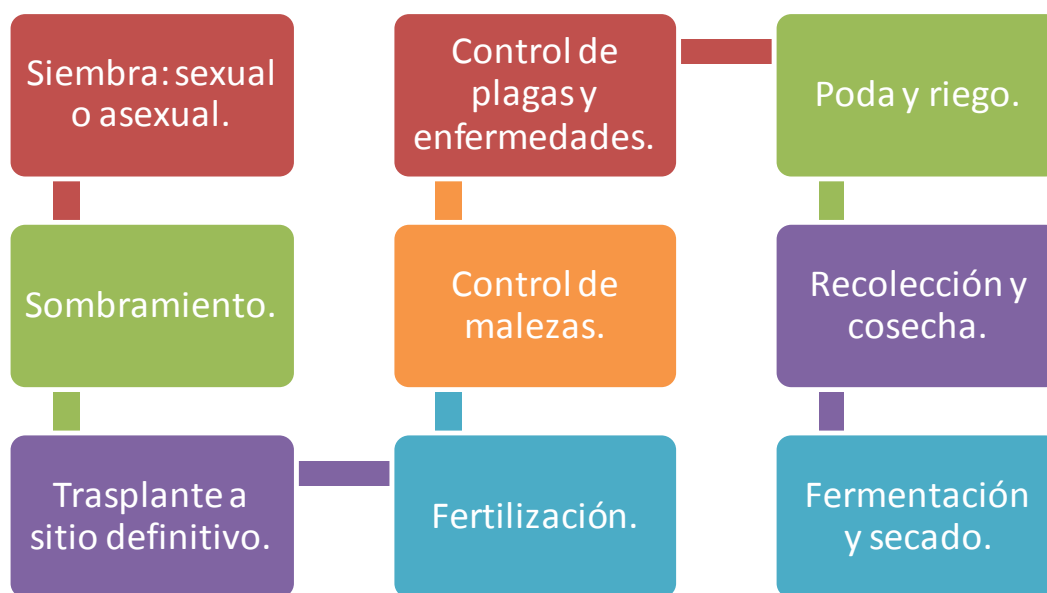 Siembra: sexual
o asexual.
Sombramiento.
Trasplante a
sitio definitivo.
Fertilización.
Control de
malezas.
Control de
plagas y
enfermedades.
Poda y riego.
Recolección y
cosecha.
Fermentación
y secado.